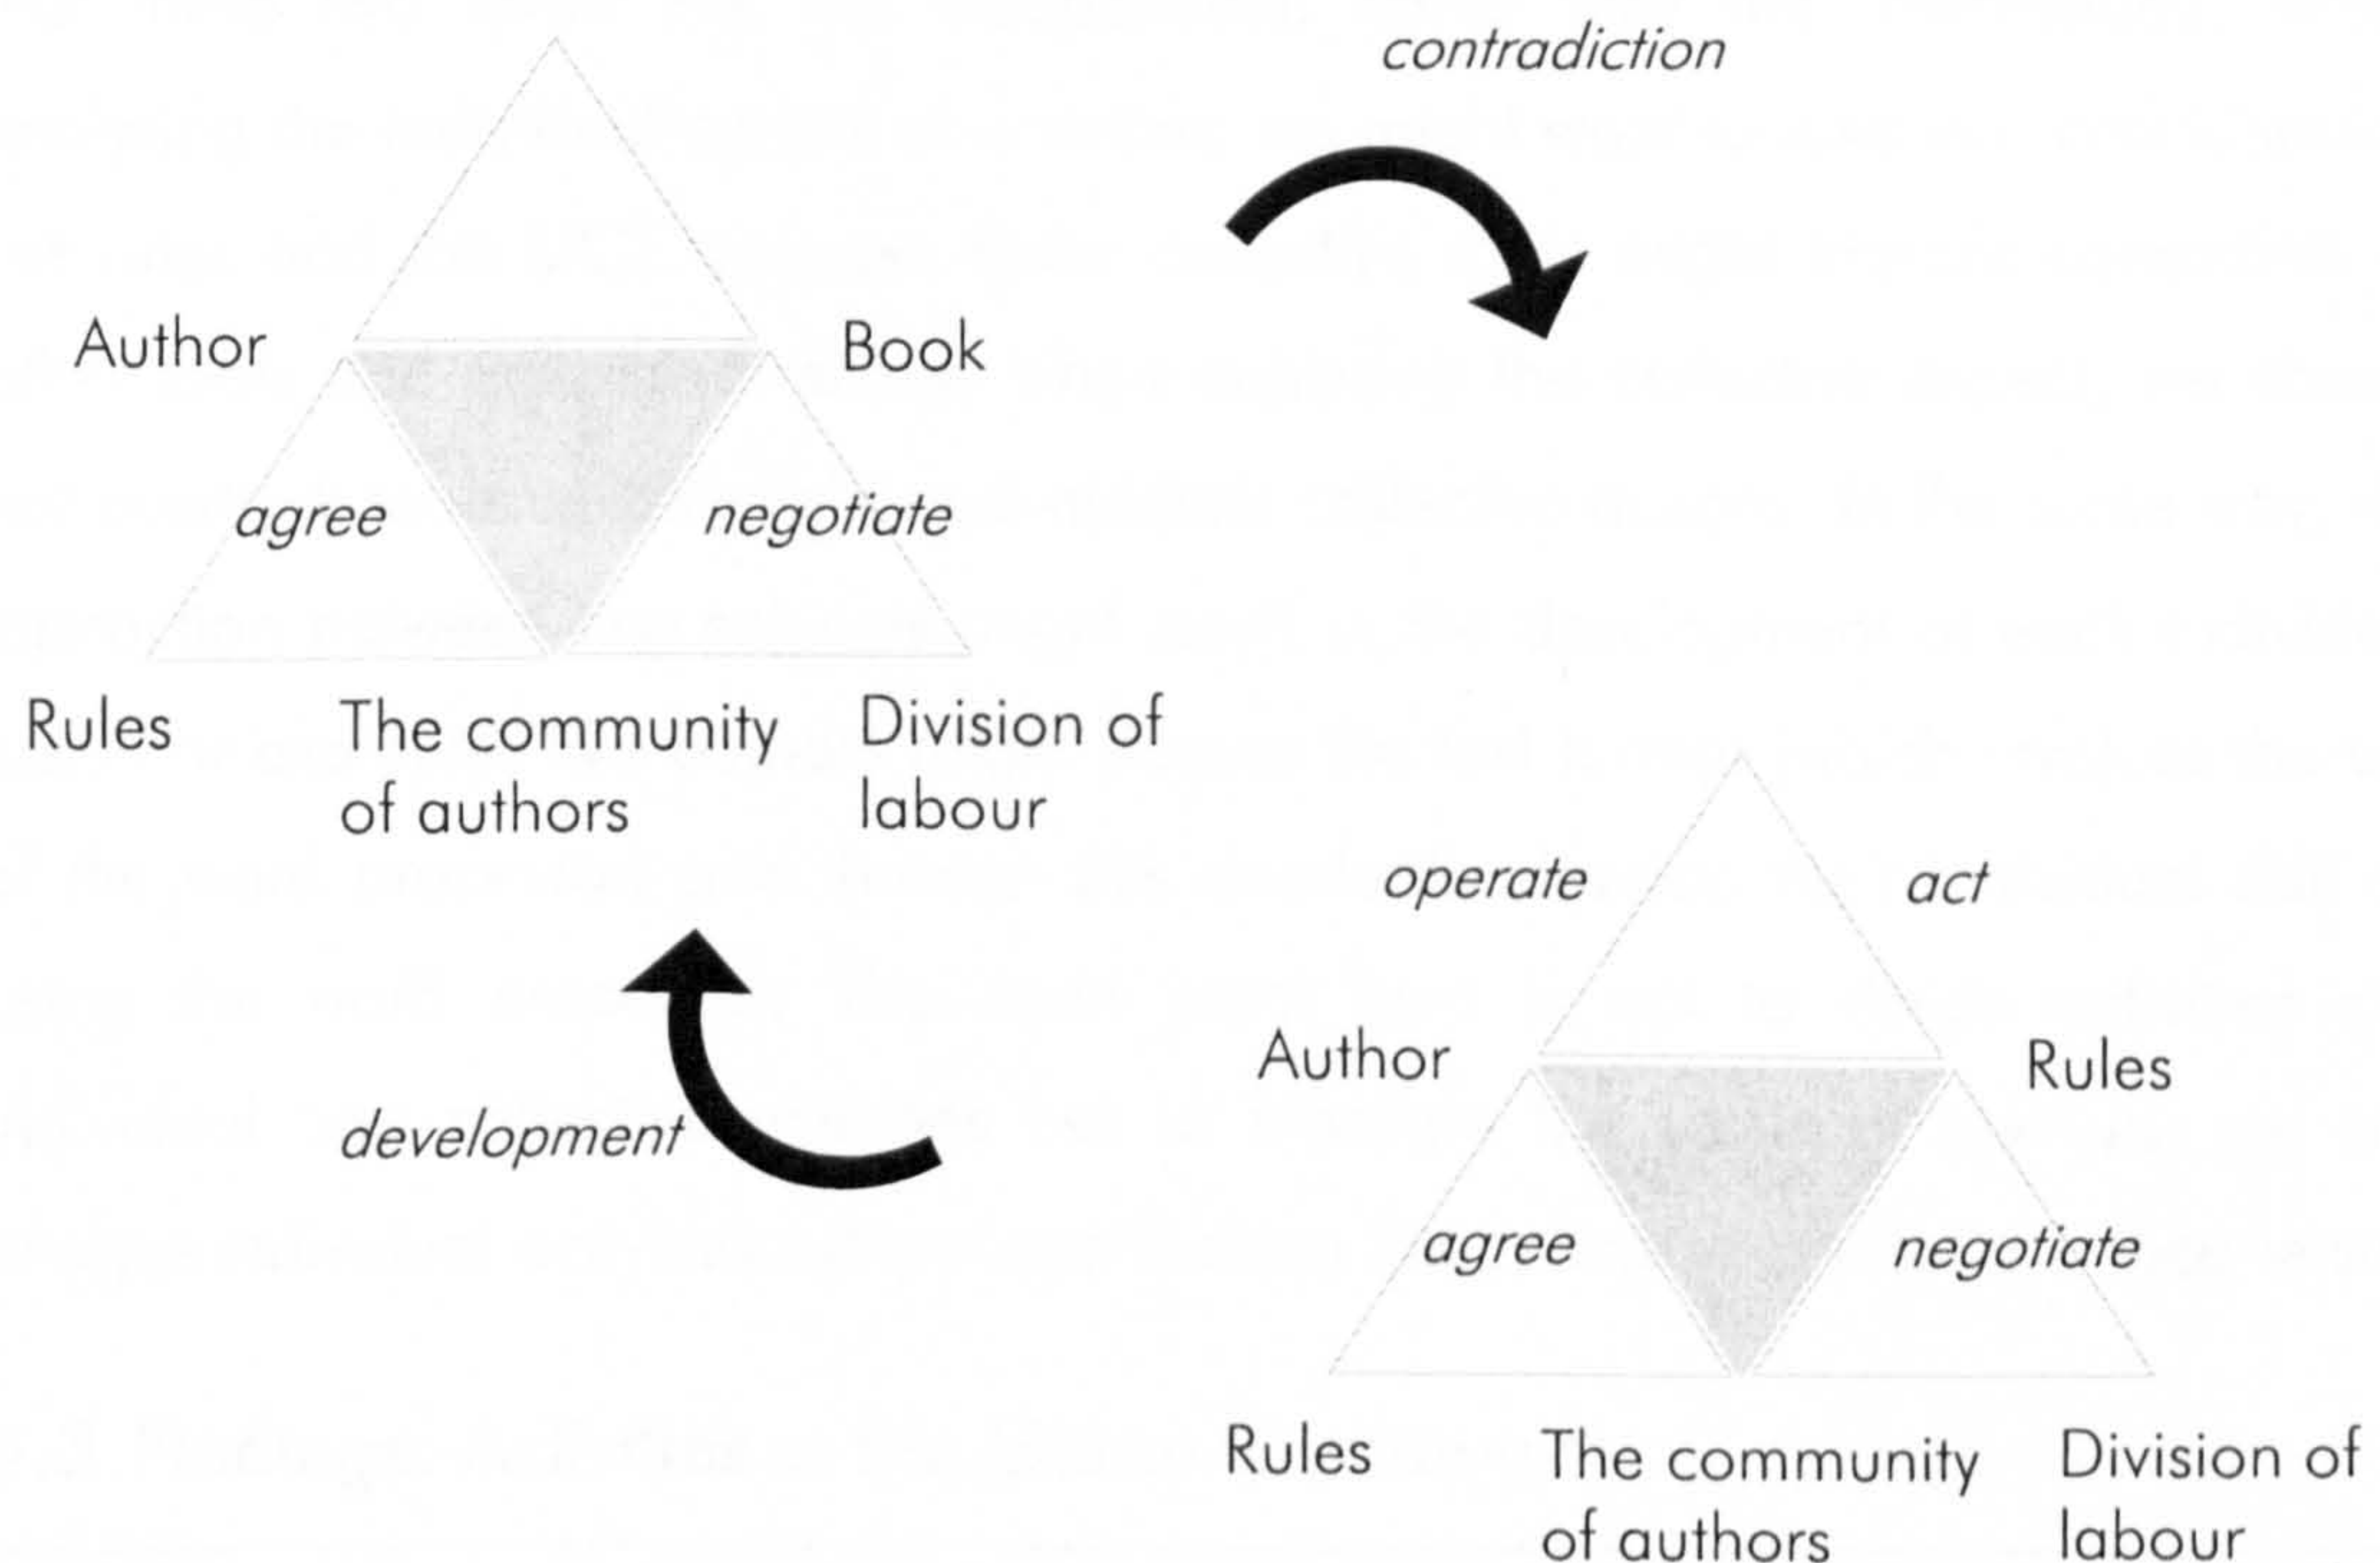 contradiction
Author
Book
agree
negotiate
Rules
The community
of authors
Division of
labour
operate
act
Author
Rules
development
agree
negotiate
Rules
The community
of authors
Division of
labour